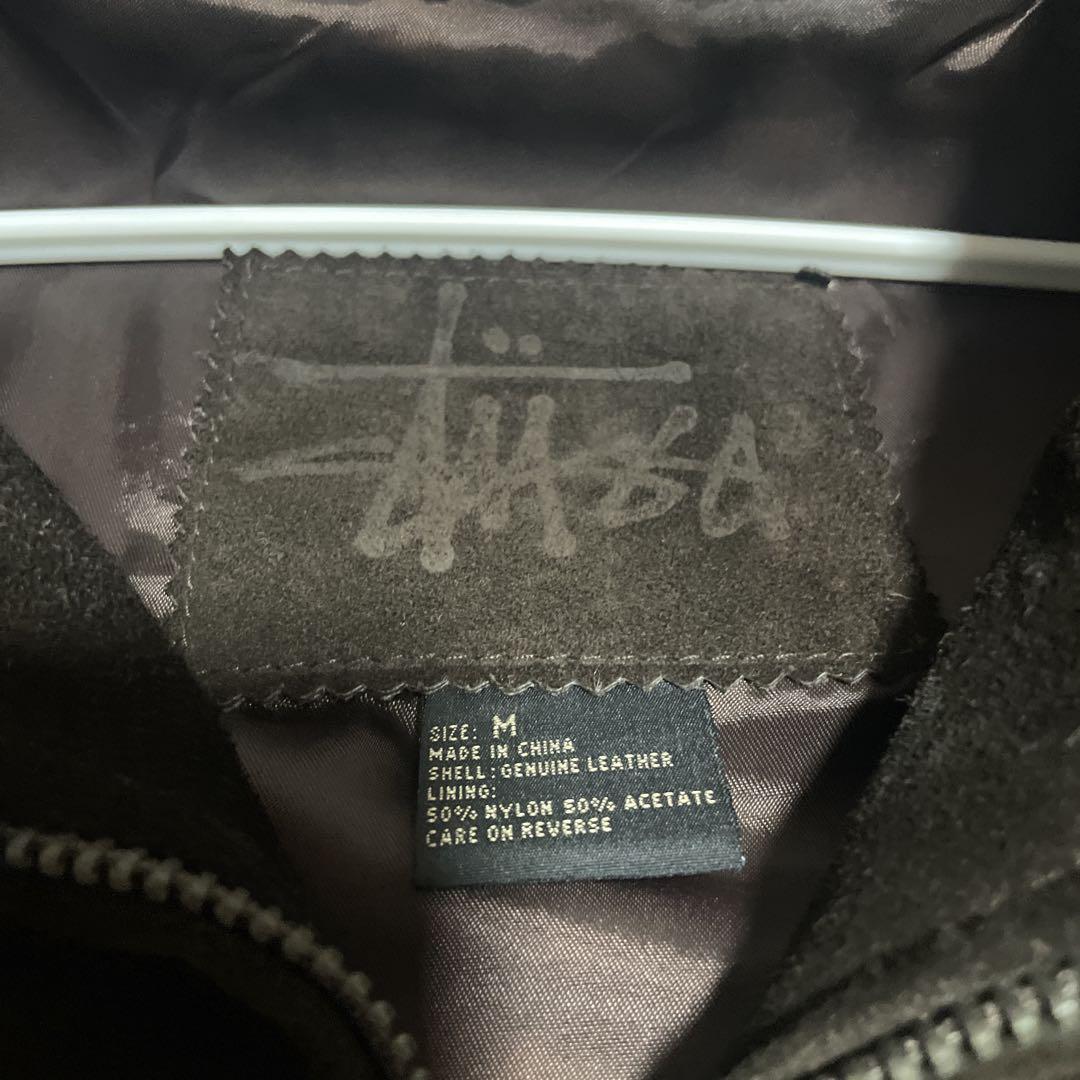 Stüssy
SIZE: M
MADE IN CHINA
SHELL: GENUINE LEATHER
LINING:
50% NYLON 50% ACETATE
CARE ON REVERSE